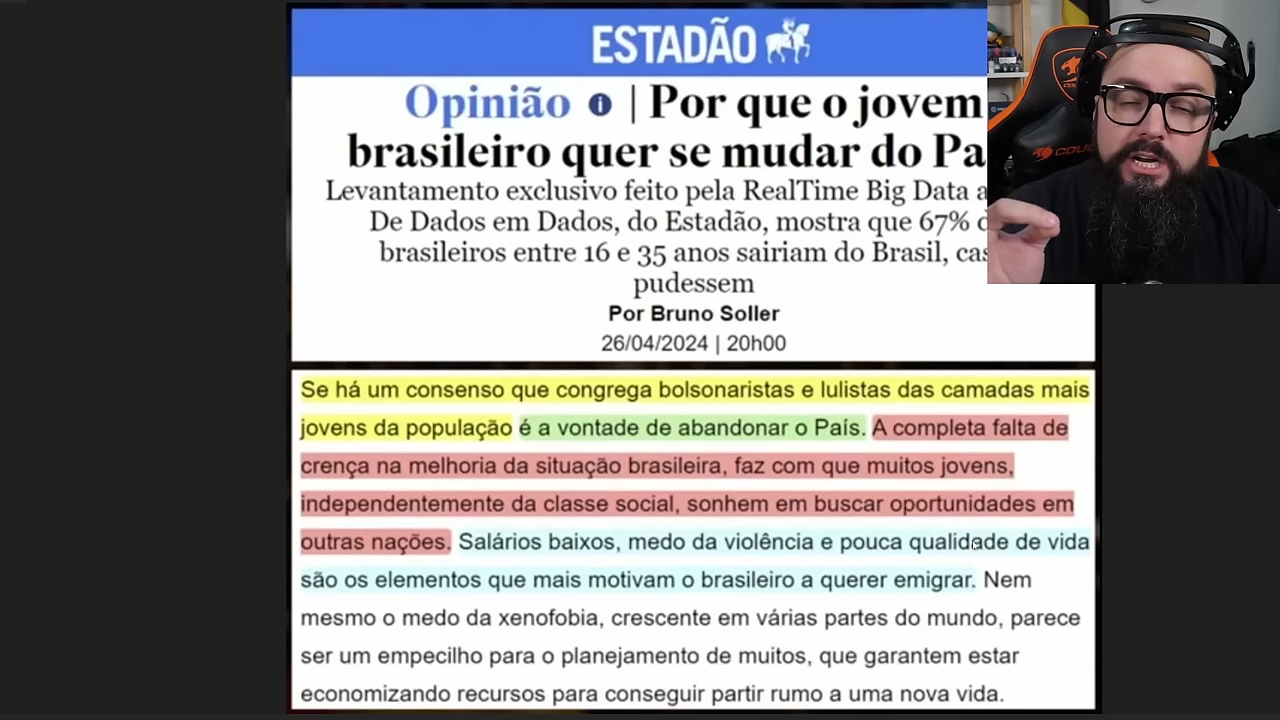 ESTADÃO
Opinião i | Por que o jovem
brasileiro quer se mudar do
Levantamento exclusivo feito pela RealTime Big Data
De Dados em Dados, do Estadão, mostra que 67%
brasileiros entre 16 e 35 anos sairiam do Brasil,
pudessem
Por Bruno Soller
26/04/2024 | 20h00
Se há um consenso que congrega bolsonaristas e lulistas das camadas mais
jovens da população é a vontade de abandonar o País. A completa falta de
crença na melhoria da situação brasileira, faz com que muitos jovens,
independentemente da classe social, sonhem em buscar oportunidades em
outras nações. Salários baixos, medo da violência e pouca qualidade de vida
são os elementos que mais motivam o brasileiro a querer emigrar. Nem
mesmo o medo da xenofobia, crescente em várias partes do mundo, parece
ser um empecilho para o planejamento de muitos, que garantem estar
economizando recursos para conseguir partir rumo a uma nova vida.